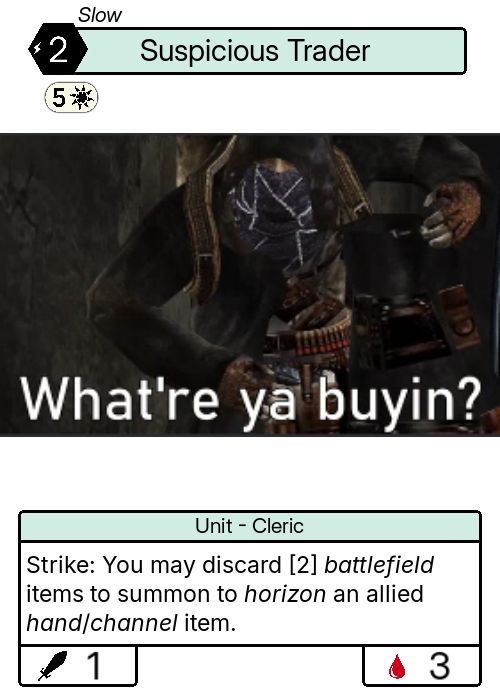 Slow
2
Suspicious Trader
5
What're ya buyin?
Unit - Cleric
Strike: You may discard [2] battlefield
items to summon to horizon an allied
hand/channel item.
1
3